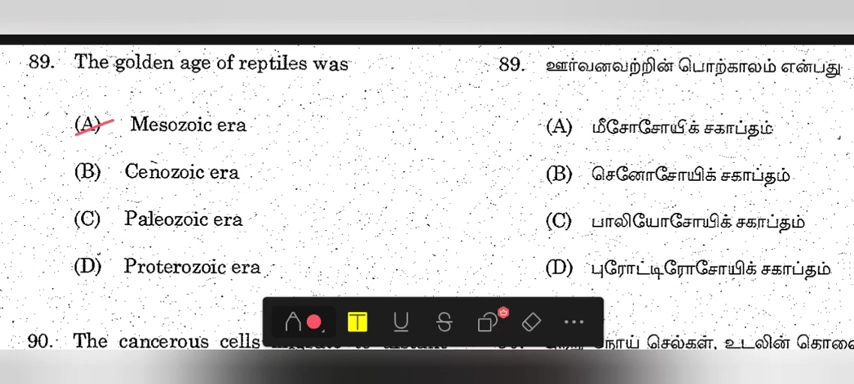 89. The golden age of reptiles was
(A) Mesozoic era
(B) Cenozoic era
(C) Paleozoic era
(D) Proterozoic era
90. The cancerous cells
89. ஊர்வனவற்றின் பொற்காலம் என்பது
(A) மீசோசோயிக் சகாப்தம்
(B) செனோசோயிக் சகாப்தம்
(C) பாலியோசோயிக் சகாப்தம்
(D) புரோட்டிரோசோயிக் சகாப்தம்
நோய் செல்கள், உடலின்